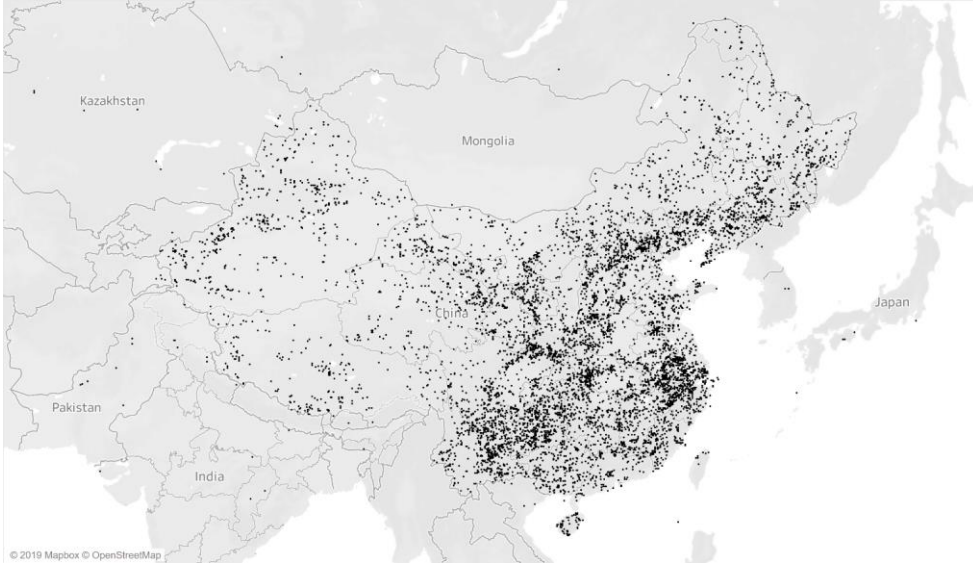 Kazakhstan
Mongolia
China
Japan
Pakistan
India
© 2019 Mapbox © OpenStreetMap